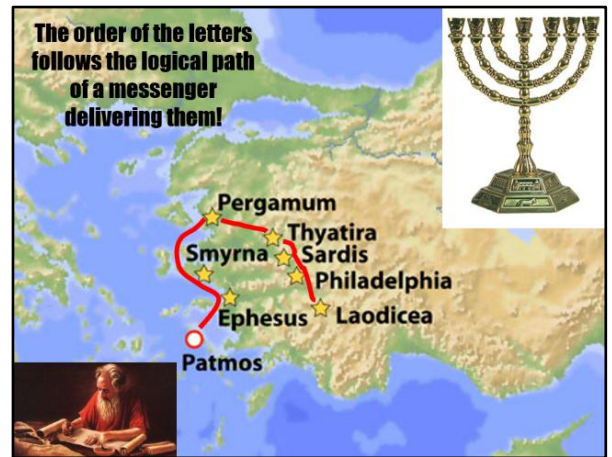 The order of the letters
follows the logical path
of a messenger
delivering them!
Pergamum
Thyatira
Smyrna
Sardis
Philadelphia
Ephesus
Laodicea
Patmos